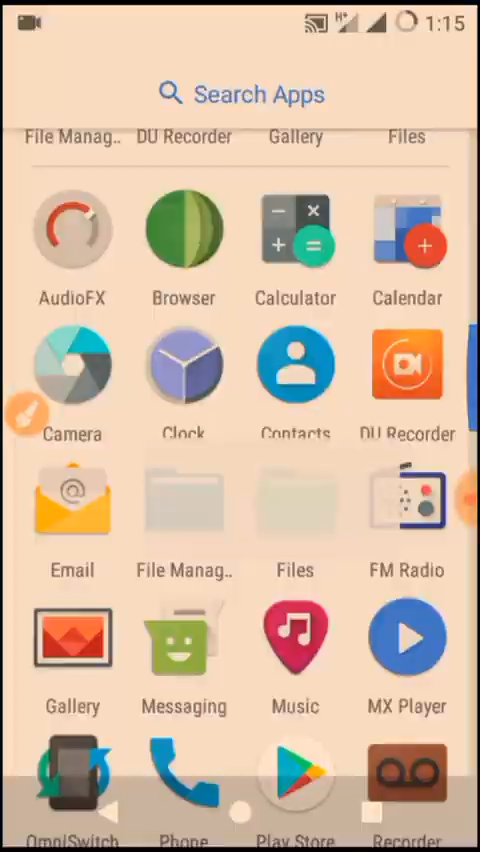 H+ 1:15
Search Apps
File Manag.. DU Recorder Gallery Files
AudioFX Browser Calculator Calendar
Camera Clock Contacts DU Recorder
@
Email File Manag.. Files FM Radio
Gallery Messaging Music MX Player
OmniSwitch Phone Play Store Recorder